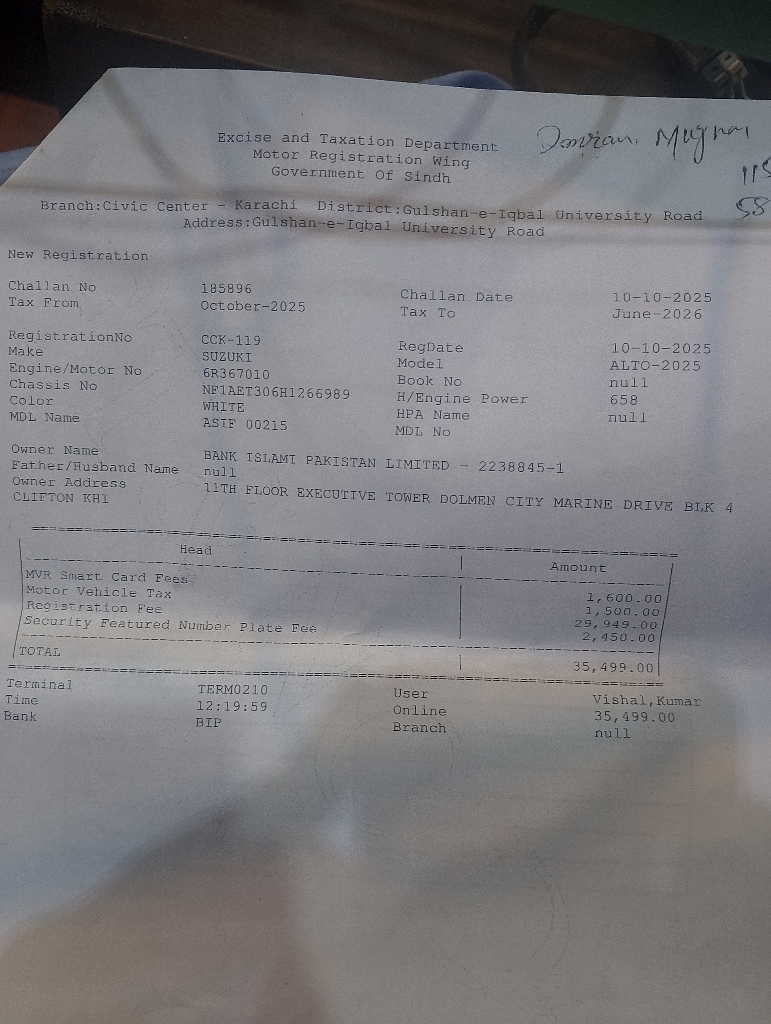 Excise and Taxation Department
Motor Registration Wing
Government Of Sindh
115
58
Branch:Civic Center - Karachi District:Gulshan-e-Iqbal University Road
Address:Gulshan-e-Iqbal University Road
New Registration
Challan No 185896 Challan Date 10-10-2025
Tax From October-2025 Tax To June-2026
RegistrationNo CCK-119 RegDate 10-10-2025
Make SUZUKI Model ALTO-2025
Engine/Motor No 6R367010 Book No null
Chassis No NF1AET306H1266989 H/Engine Power 658
Color WHITE HPA Name null
MDL Name ASIF 00215 MDL No
Owner Name BANK ISLAMI PAKISTAN LIMITED - 2238845-1
Father/Husband Name null
Owner Address 11TH FLOOR EXECUTIVE TOWER DOLMEN CITY MARINE DRIVE BLK 4
CLIFTON KHI
Head Amount
MVR Smart Card Fees 1,600.00
Motor Vehicle Tax 1,500.00
Registration Fee 29,949.00
Security Featured Number Plate Fee 2,450.00
TOTAL 35,499.00
Terminal TERM0210 User Vishal,Kumar
Time 12:19:59 Online 35,499.00
Bank BIP Branch null